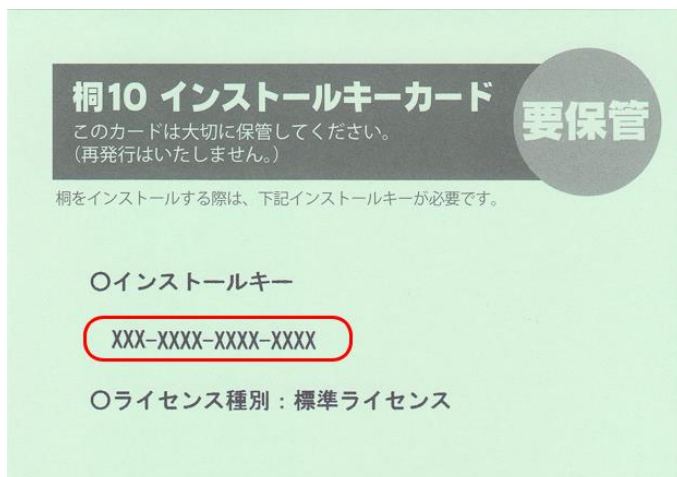 桐10 インストールキーカード
このカードは大切に保管してください。
（再発行はいたしません。）
要保管
桐をインストールする際は、下記インストールキーが必要です。
○インストールキー
XXX-XXXX-XXXX-XXXX
○ライセンス種別：標準ライセンス